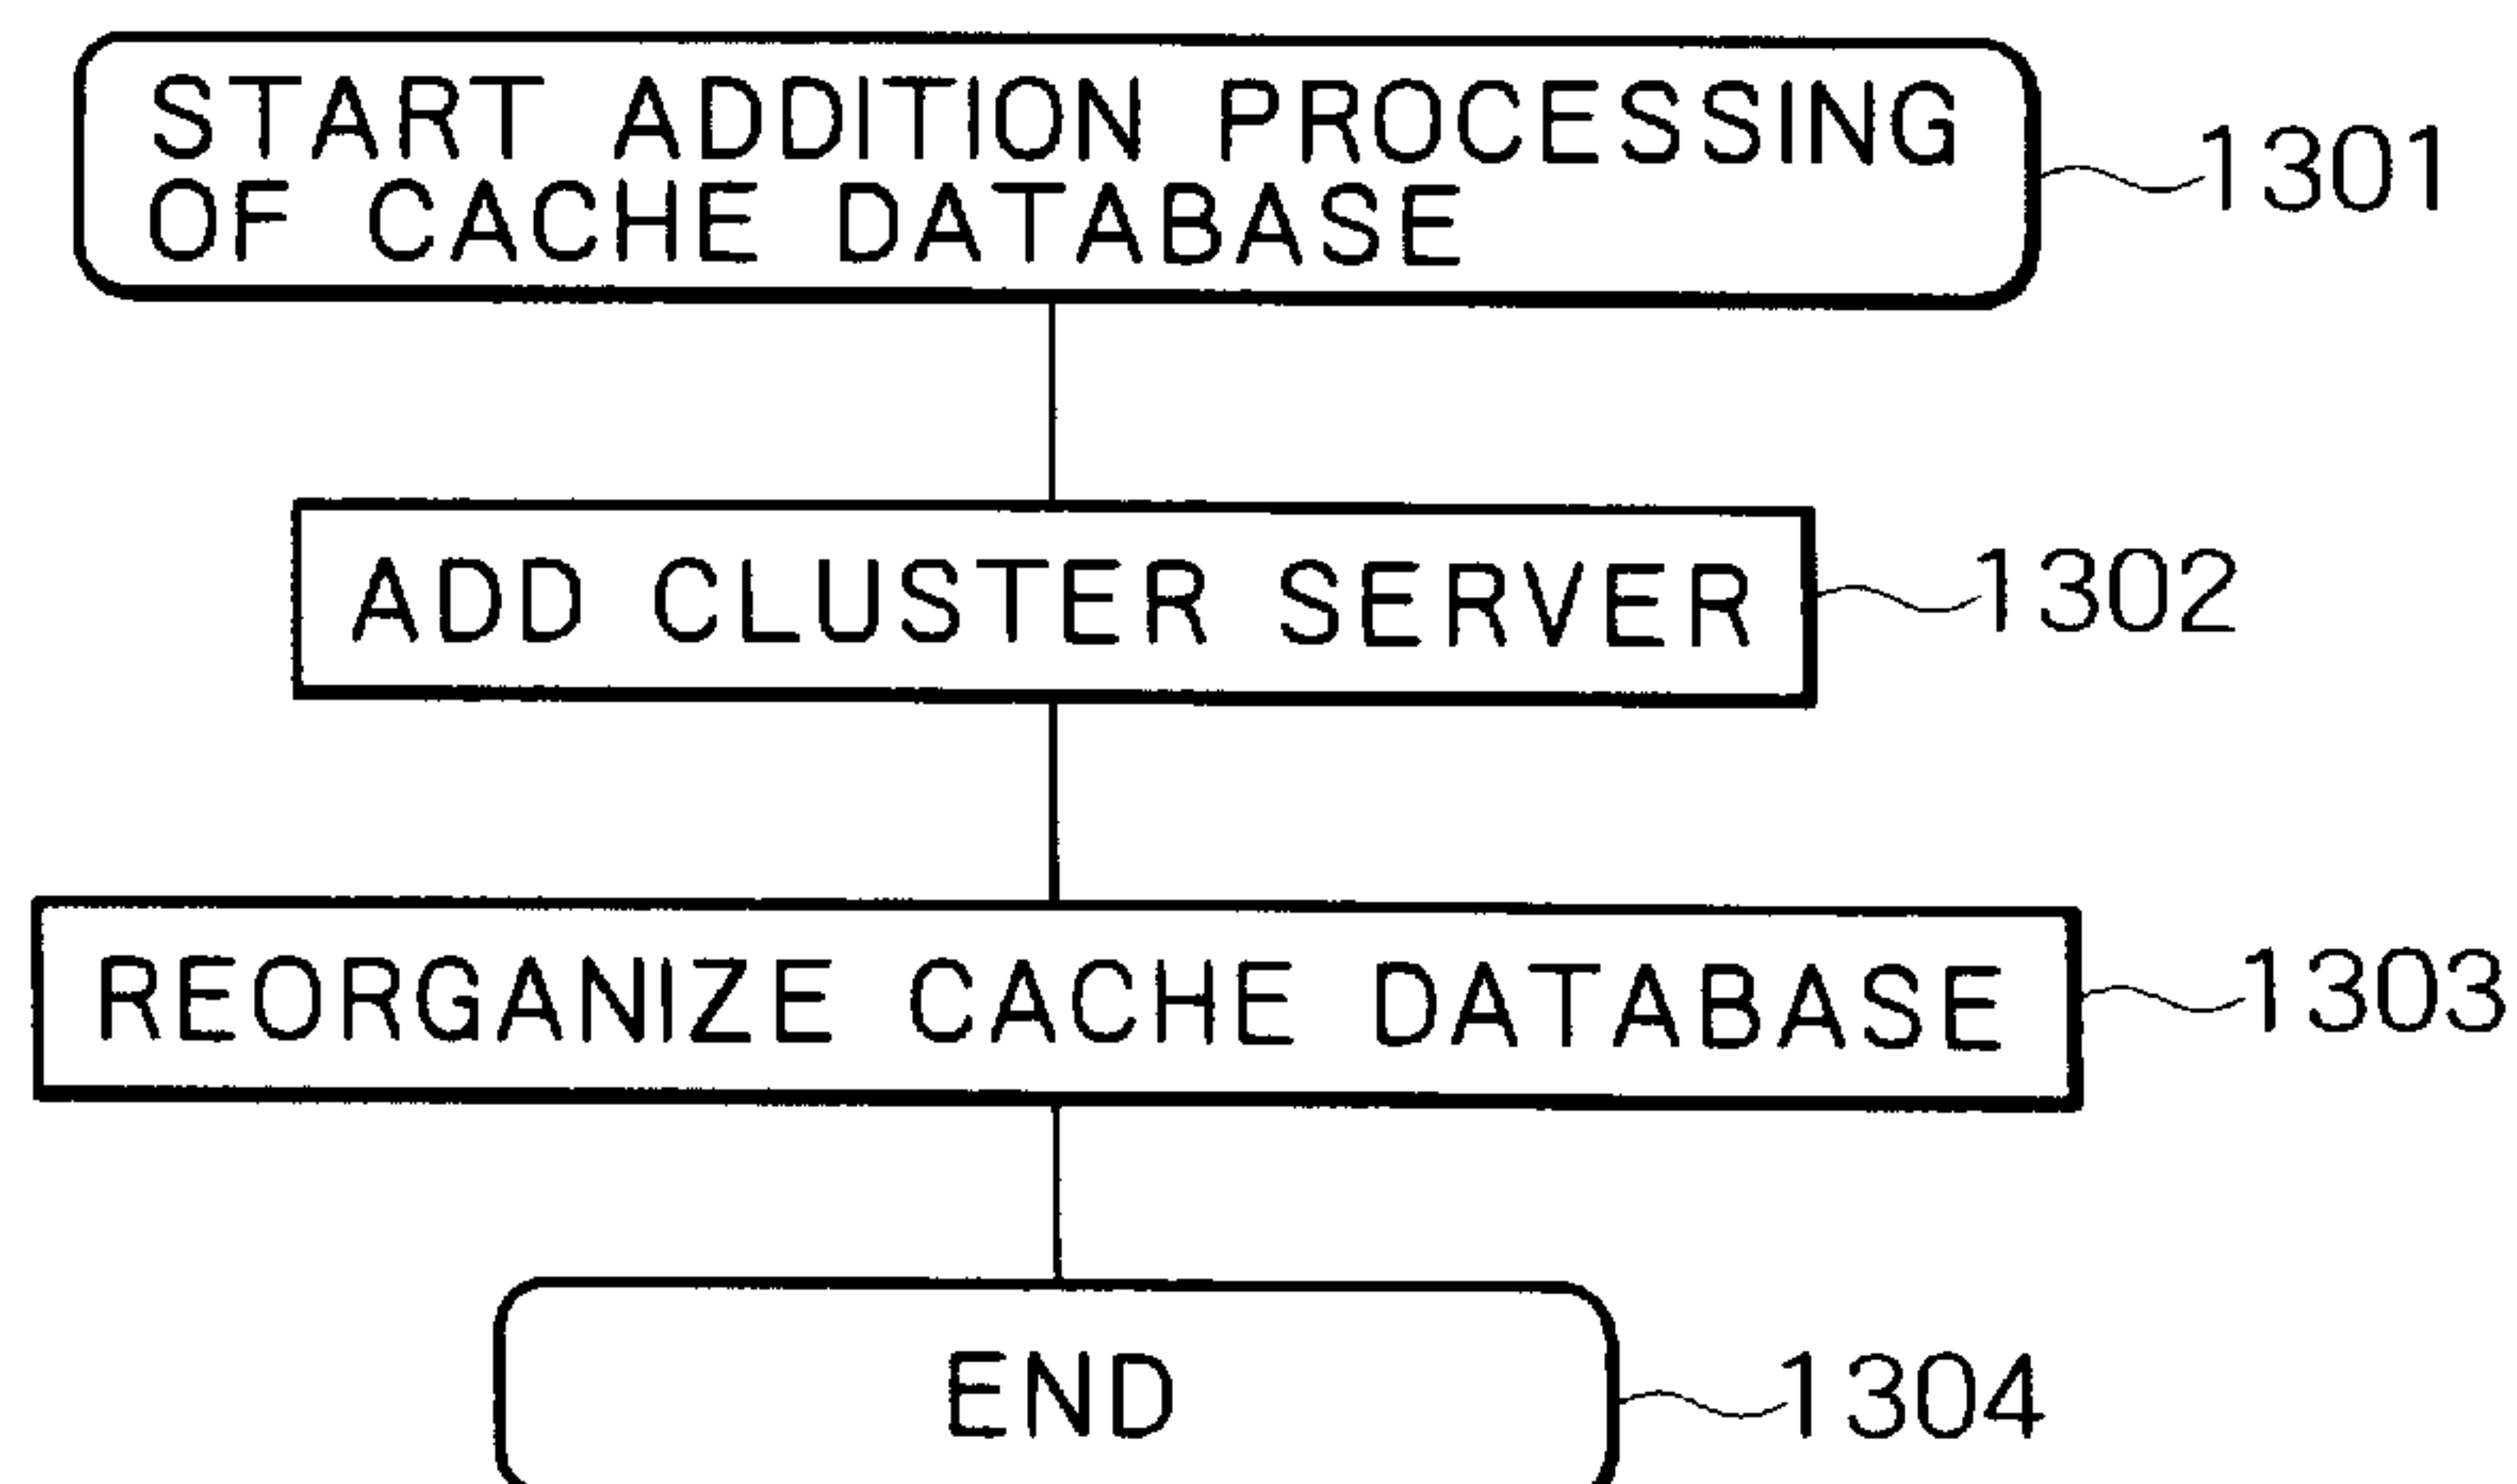 START ADDITION PROCESSING
OF CACHE DATABASE
1301
ADD CLUSTER SERVER
1302
REORGANIZE CACHE DATABASE
1303
END
1304